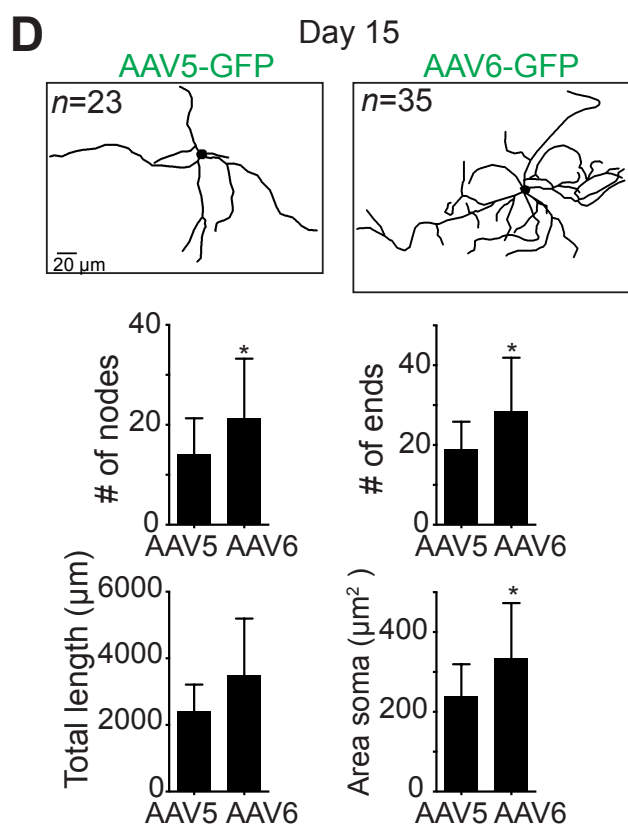 D
Day 15
AAV5-GFP
AAV6-GFP
n=23
n=35
20 µm
# of nodes
40
20
0
*
AAV5 AAV6
# of ends
40
20
0
*
AAV5 AAV6
Total length (µm)
6000
4000
2000
0
AAV5 AAV6
Area soma (µm²)
400
200
0
*
AAV5 AAV6